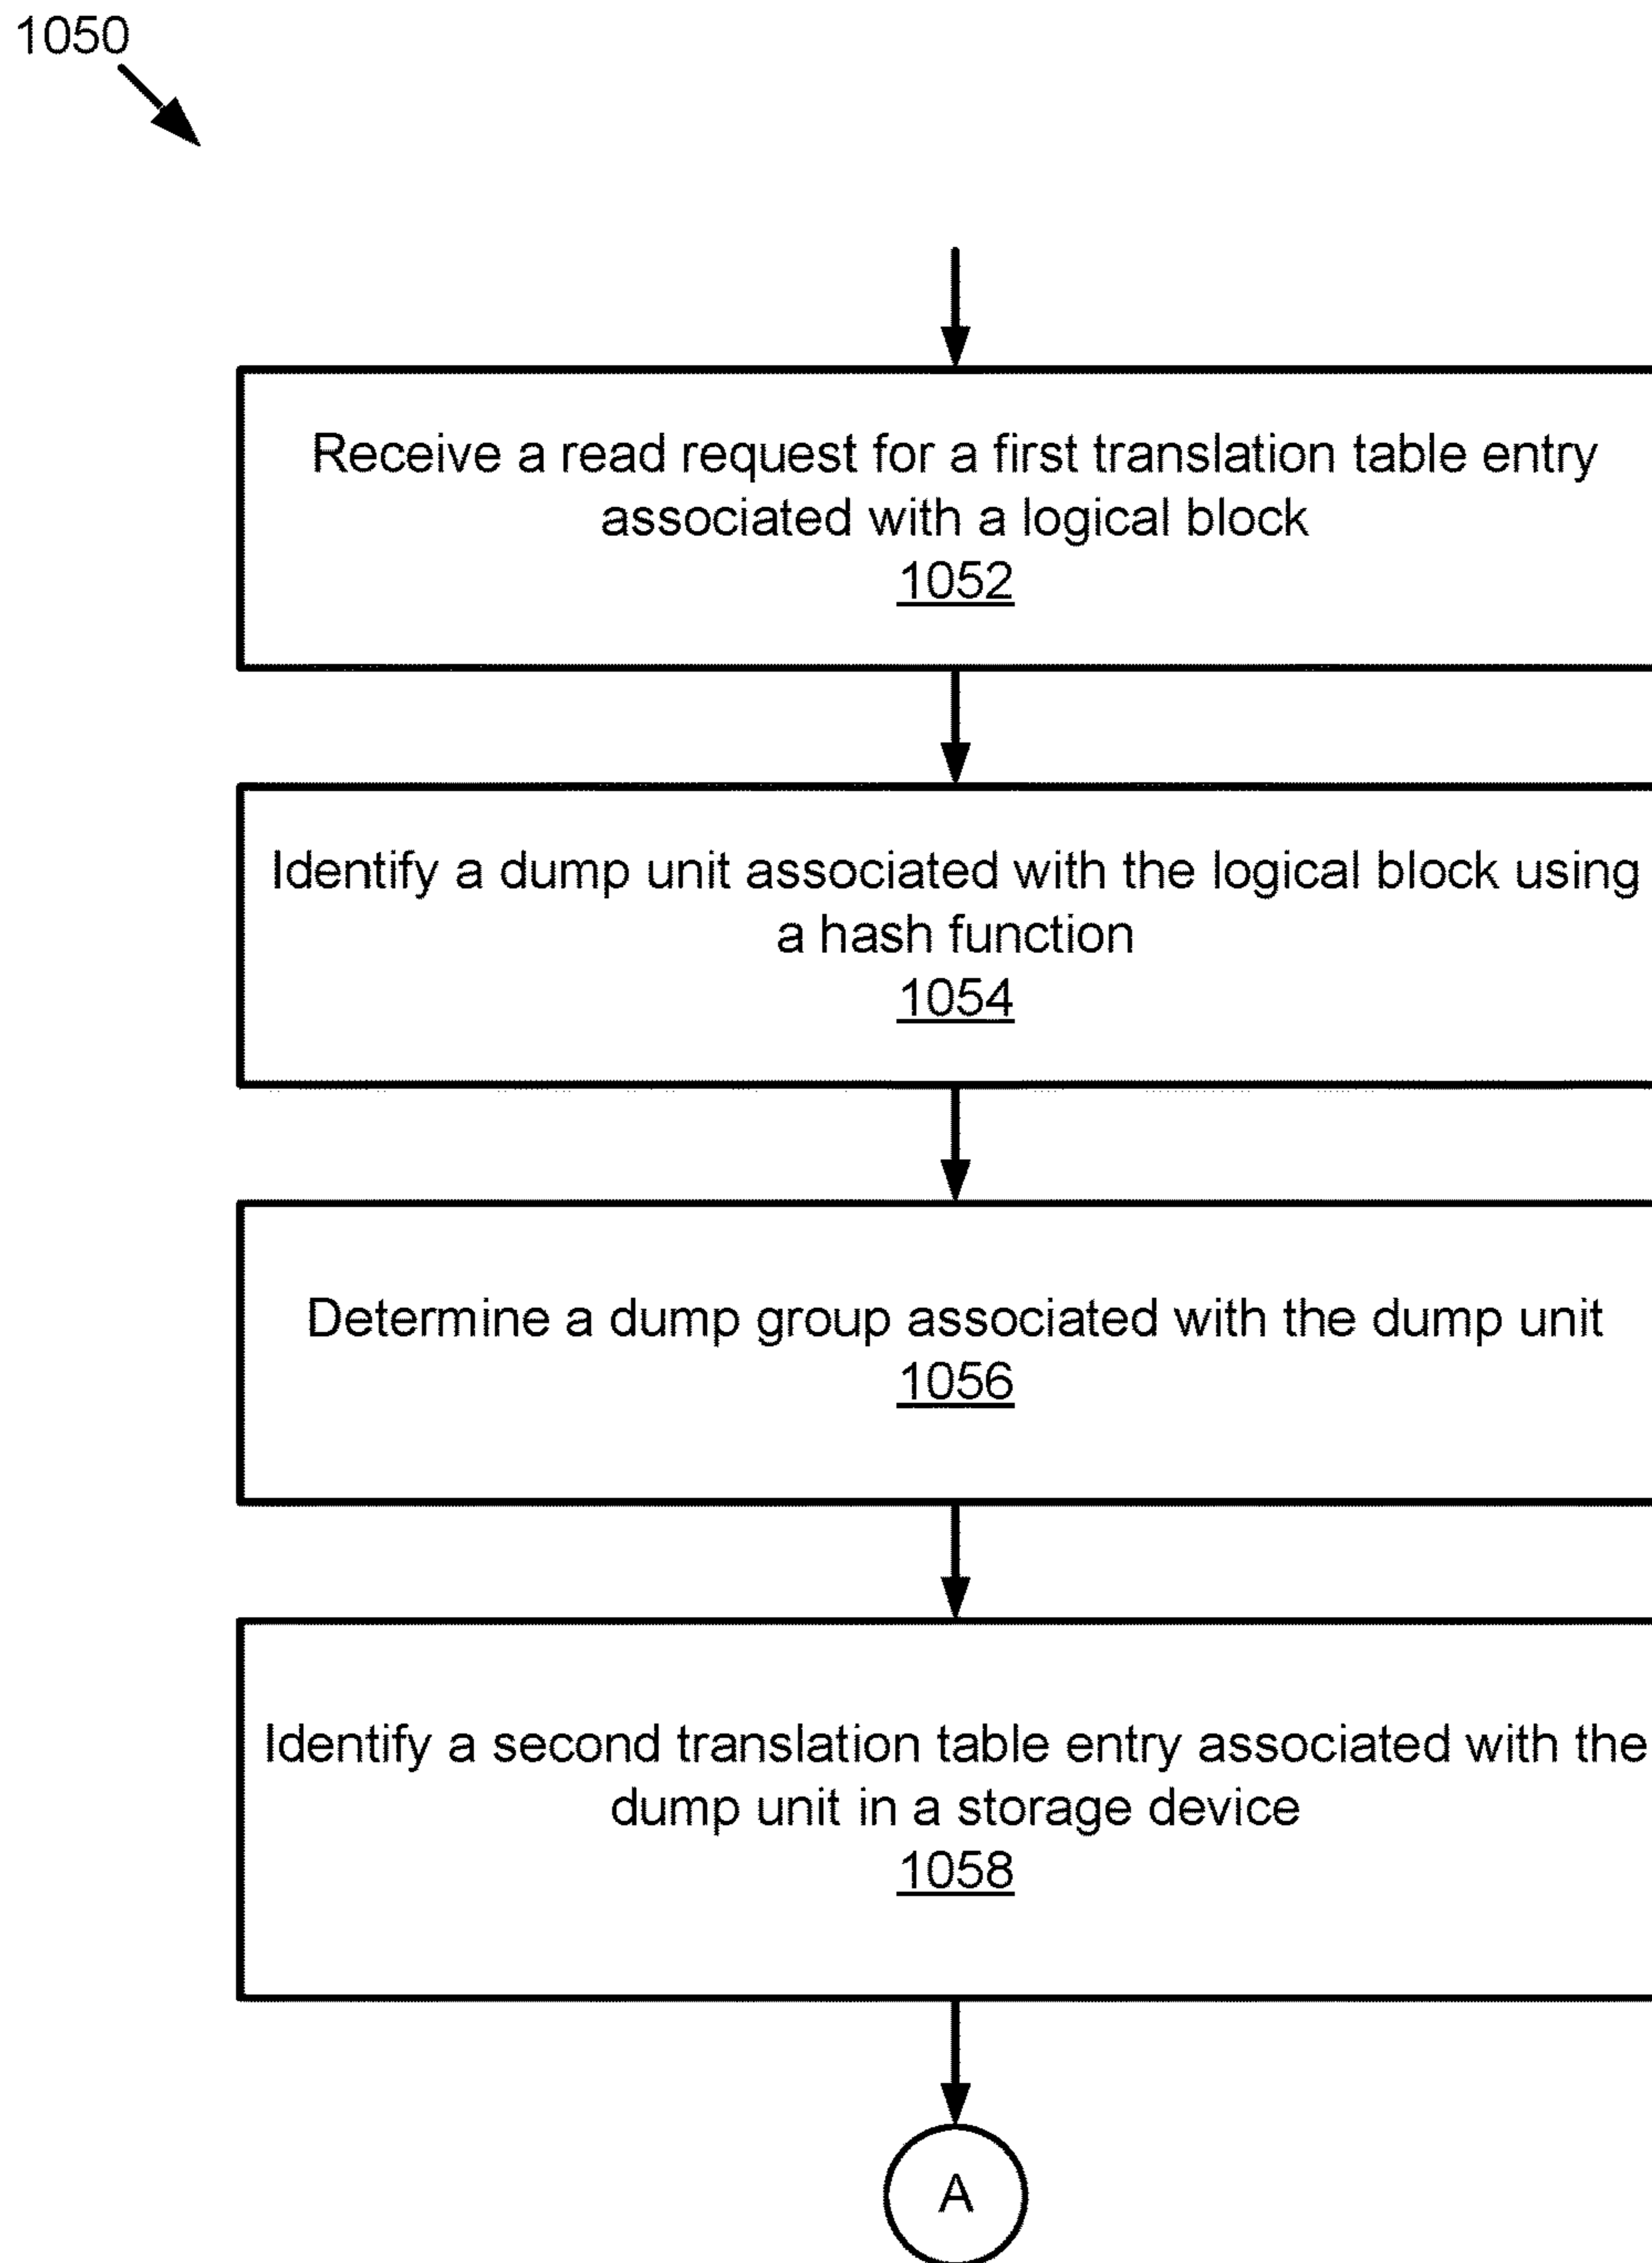 1050
Receive a read request for a first translation table entry
associated with a logical block
1052
Identify a dump unit associated with the logical block using
a hash function
1054
Determine a dump group associated with the dump unit
1056
Identify a second translation table entry associated with the
dump unit in a storage device
1058
A